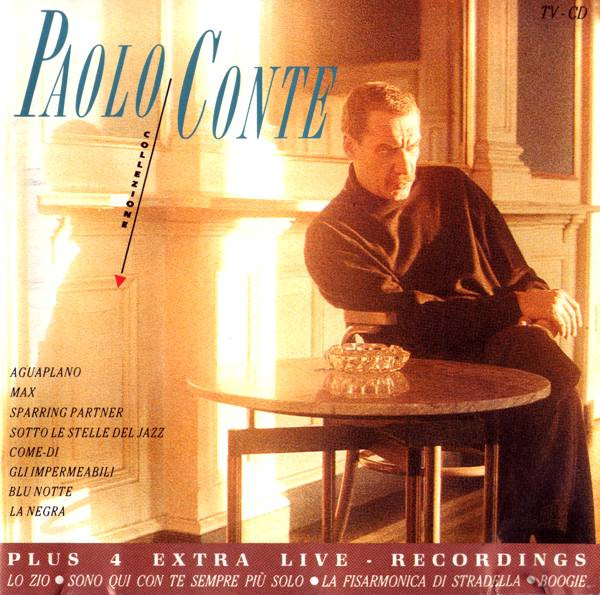 TV-CD
PAOLO CONTE
COLLEZIONE
AGUAPLANO
MAX
SPARRING PARTNER
SOTTO LE STELLE DEL JAZZ
COME-DI
GLI IMPERMEABILI
BLU NOTTE
LA NEGRA
PLUS 4 EXTRA LIVE - RECORDINGS
LO ZIO • SONO QUI CON TE SEMPRE PIÙ SOLO • LA FISARMONICA DI STRADELLA • BOOGIE